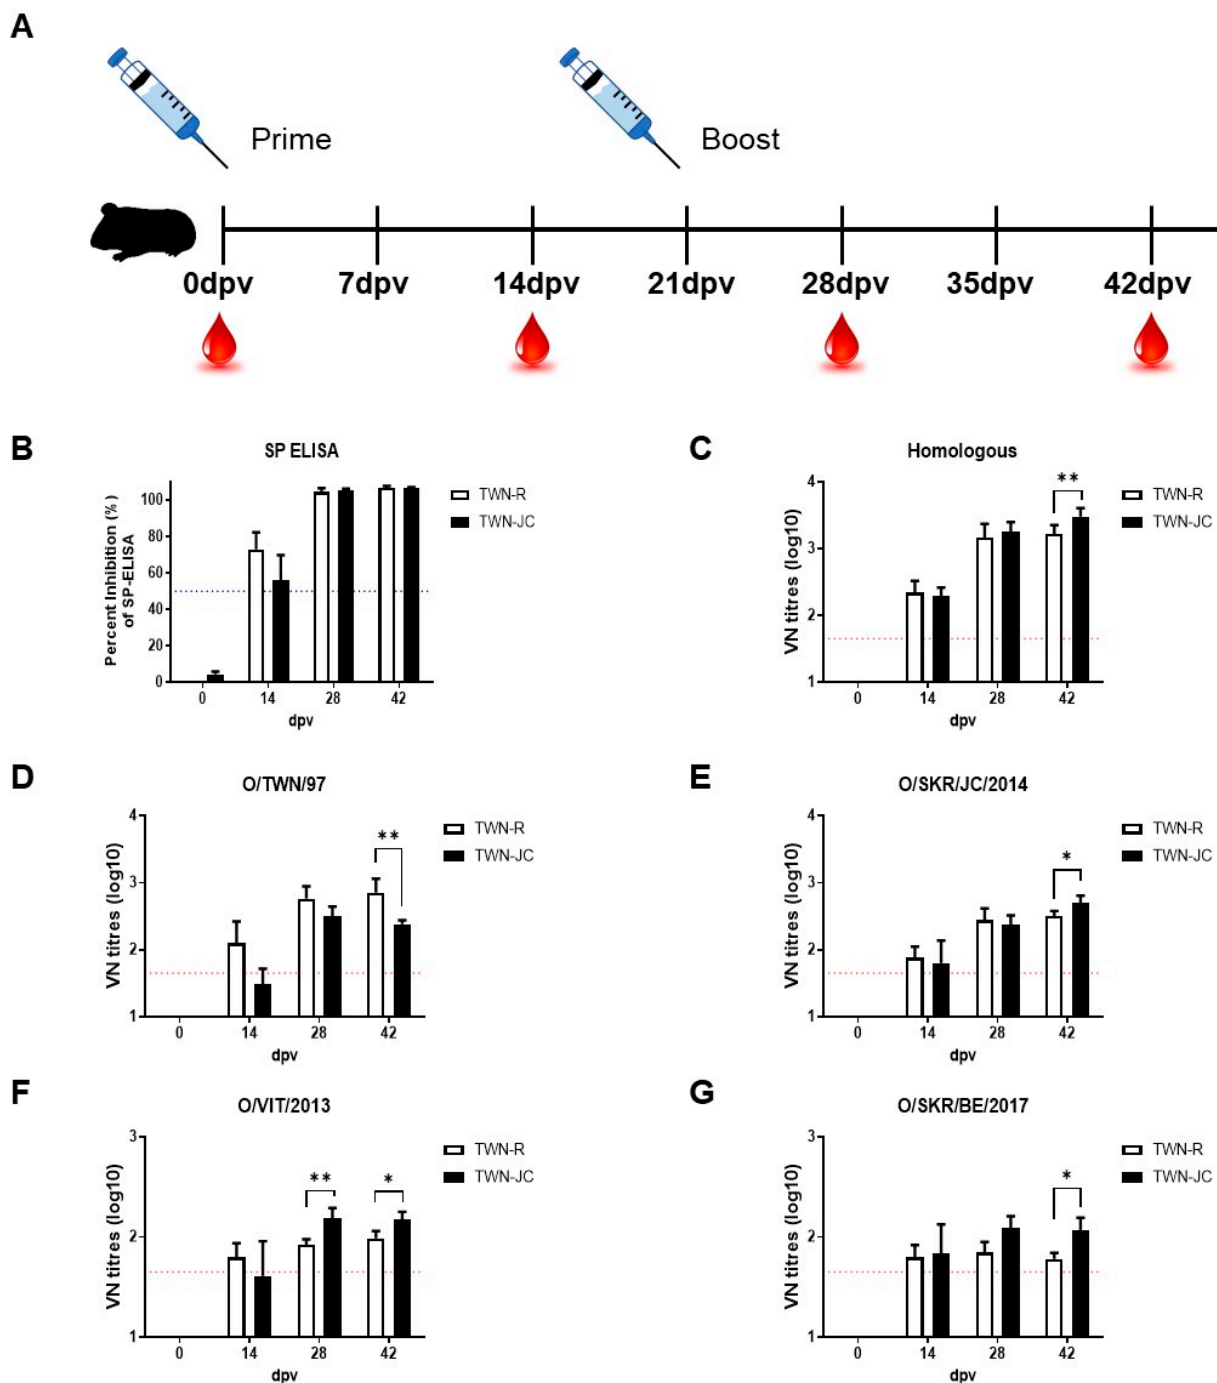 A
Prime
Boost
0dpv 7dpv 14dpv 21dpv 28dpv 35dpv 42dpv
B
SP ELISA
Percent Inhibition (%)
of SP-ELISA
100
80
60
40
20
0
0 14 28 42
dpv
TWN-R
TWN-JC
C
Homologous
VN titres (log10)
4
3
2
1
**
0 14 28 42
dpv
TWN-R
TWN-JC
D
O/TWN/97
VN titres (log10)
4
3
2
1
**
0 14 28 42
dpv
TWN-R
TWN-JC
E
O/SKR/JC/2014
VN titres (log10)
4
3
2
1
*
0 14 28 42
dpv
TWN-R
TWN-JC
F
O/VIT/2013
VN titres (log10)
3
2
1
** *
0 14 28 42
dpv
TWN-R
TWN-JC
G
O/SKR/BE/2017
VN titres (log10)
3
2
1
*
0 14 28 42
dpv
TWN-R
TWN-JC